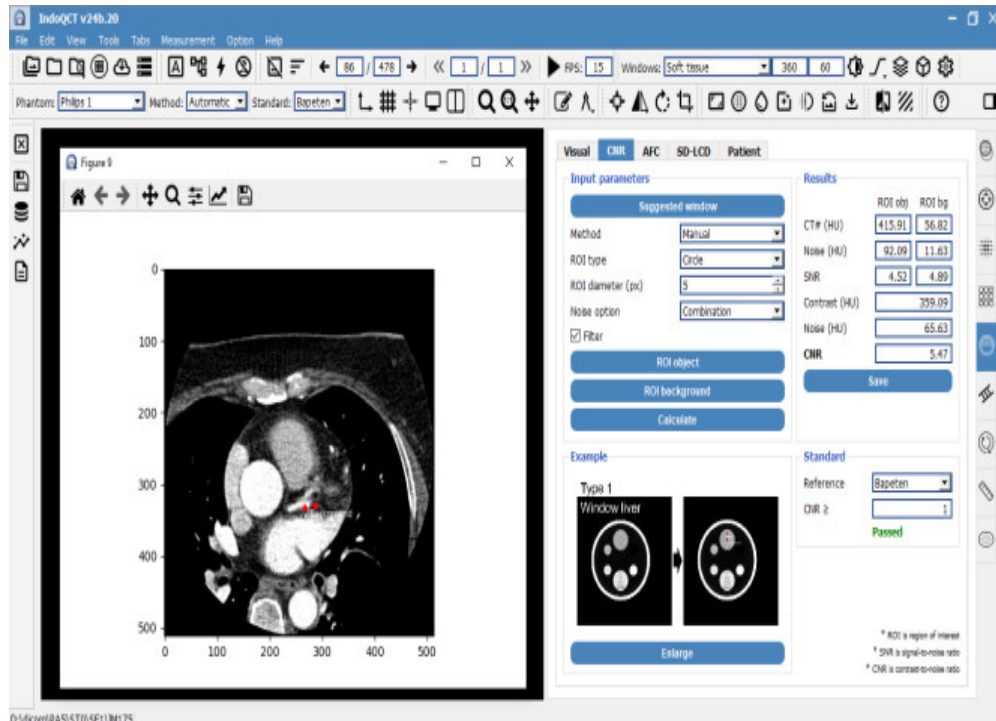 IndoQCT v24b.20
File Edit View Tools Tabs Measurement Option Help
86 / 478 1 / 1 FPS: 15 Windows: Soft tissue 360 60
Phantom: Philips 1 Method: Automatic Standard: Bapeten
Figure 9
0
100
200
300
400
500
0 100 200 300 400 500
Visual CNR AFC SD-LCD Patient
Input parameters
Suggested window
Method Manual
ROI type Circle
ROI diameter (px) 5
Noise option Combination
Filter
ROI object
ROI background
Calculate
Results
ROI obj ROI bg
CT# (HU) 415.91 56.82
Noise (HU) 92.09 11.63
SNR 4.52 4.89
Contrast (HU) 359.09
Noise (HU) 65.63
CNR 5.47
Save
Example
Type 1
Window liver
Enlarge
Standard
Reference Bapeten
CNR ≥ 1
Passed
* ROI is region of interest
* SNR is signal-to-noise ratio
* CNR is contrast-to-noise ratio